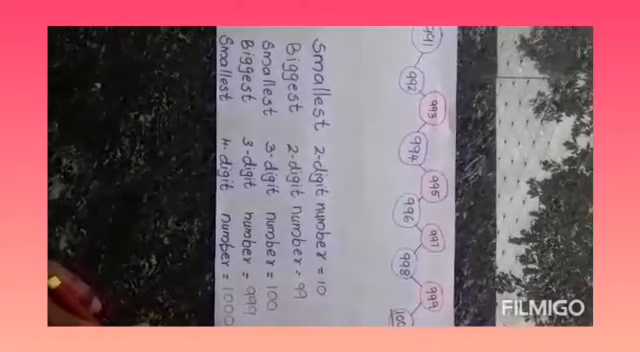 991
992
993
994
995
996
997
998
999
Smallest 2-digit number = 10
Biggest 2-digit number = 99
Smallest 3-digit number = 100
Biggest 3-digit number = 999
Smallest 4-digit number = 1000
FILMIGO